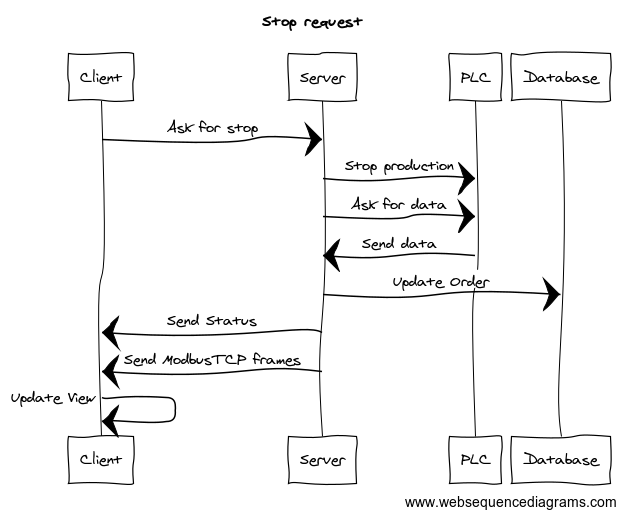 Stop request
Client Server PLC Database
Ask for stop
Stop production
Ask for data
Send data
Update Order
Send Status
Send ModbusTCP frames
Update View
Client Server PLC Database
www.websequencediagrams.com